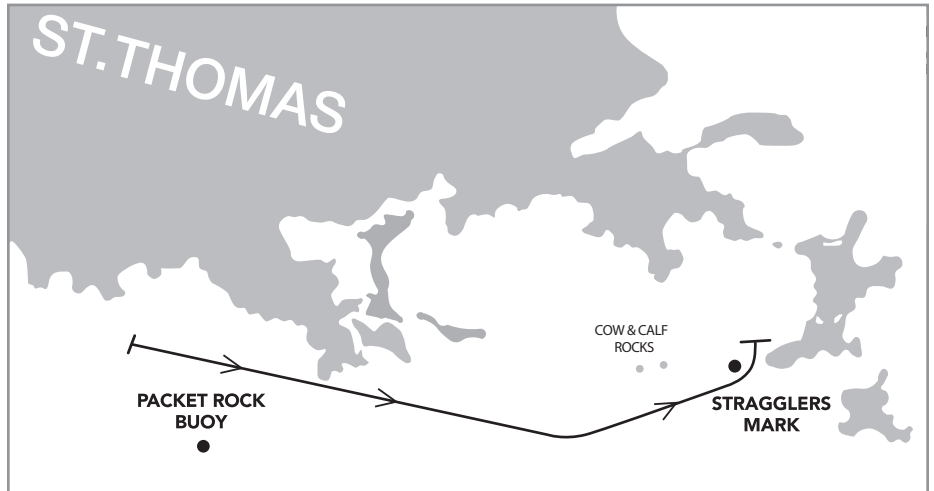 ST. THOMAS
COW & CALF
ROCKS
PACKET ROCK
BUOY
STRAGGLERS
MARK